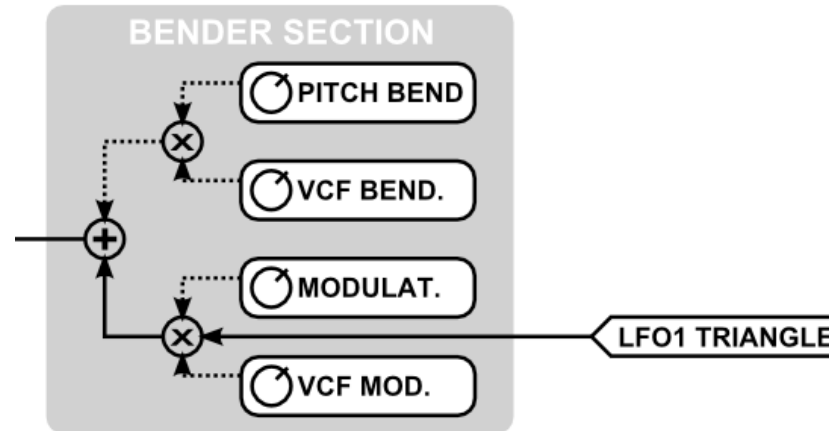 BENDER SECTION
PITCH BEND
X
VCF BEND.
+
MODULAT.
X
LFO1 TRIANGLE
VCF MOD.